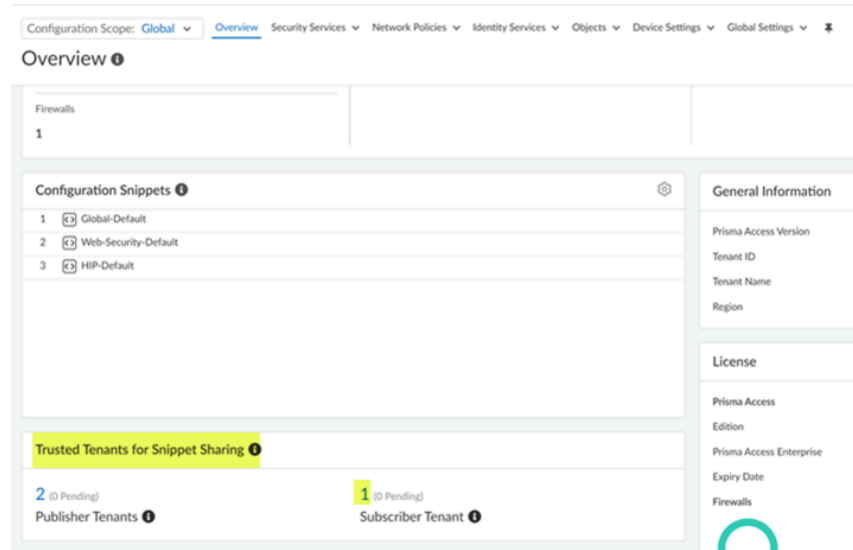 Configuration Scope: Global Overview Security Services Network Policies Identity Services Objects Device Settings Global Settings
Overview
Firewalls
1
Configuration Snippets
1 Global-Default
2 Web-Security-Default
3 HIP-Default
General Information
Prisma Access Version
Tenant ID
Tenant Name
Region
License
Prisma Access
Edition
Prisma Access Enterprise
Expiry Date
Firewalls
Trusted Tenants for Snippet Sharing
2 (0 Pending)
Publisher Tenants
1 (0 Pending)
Subscriber Tenant